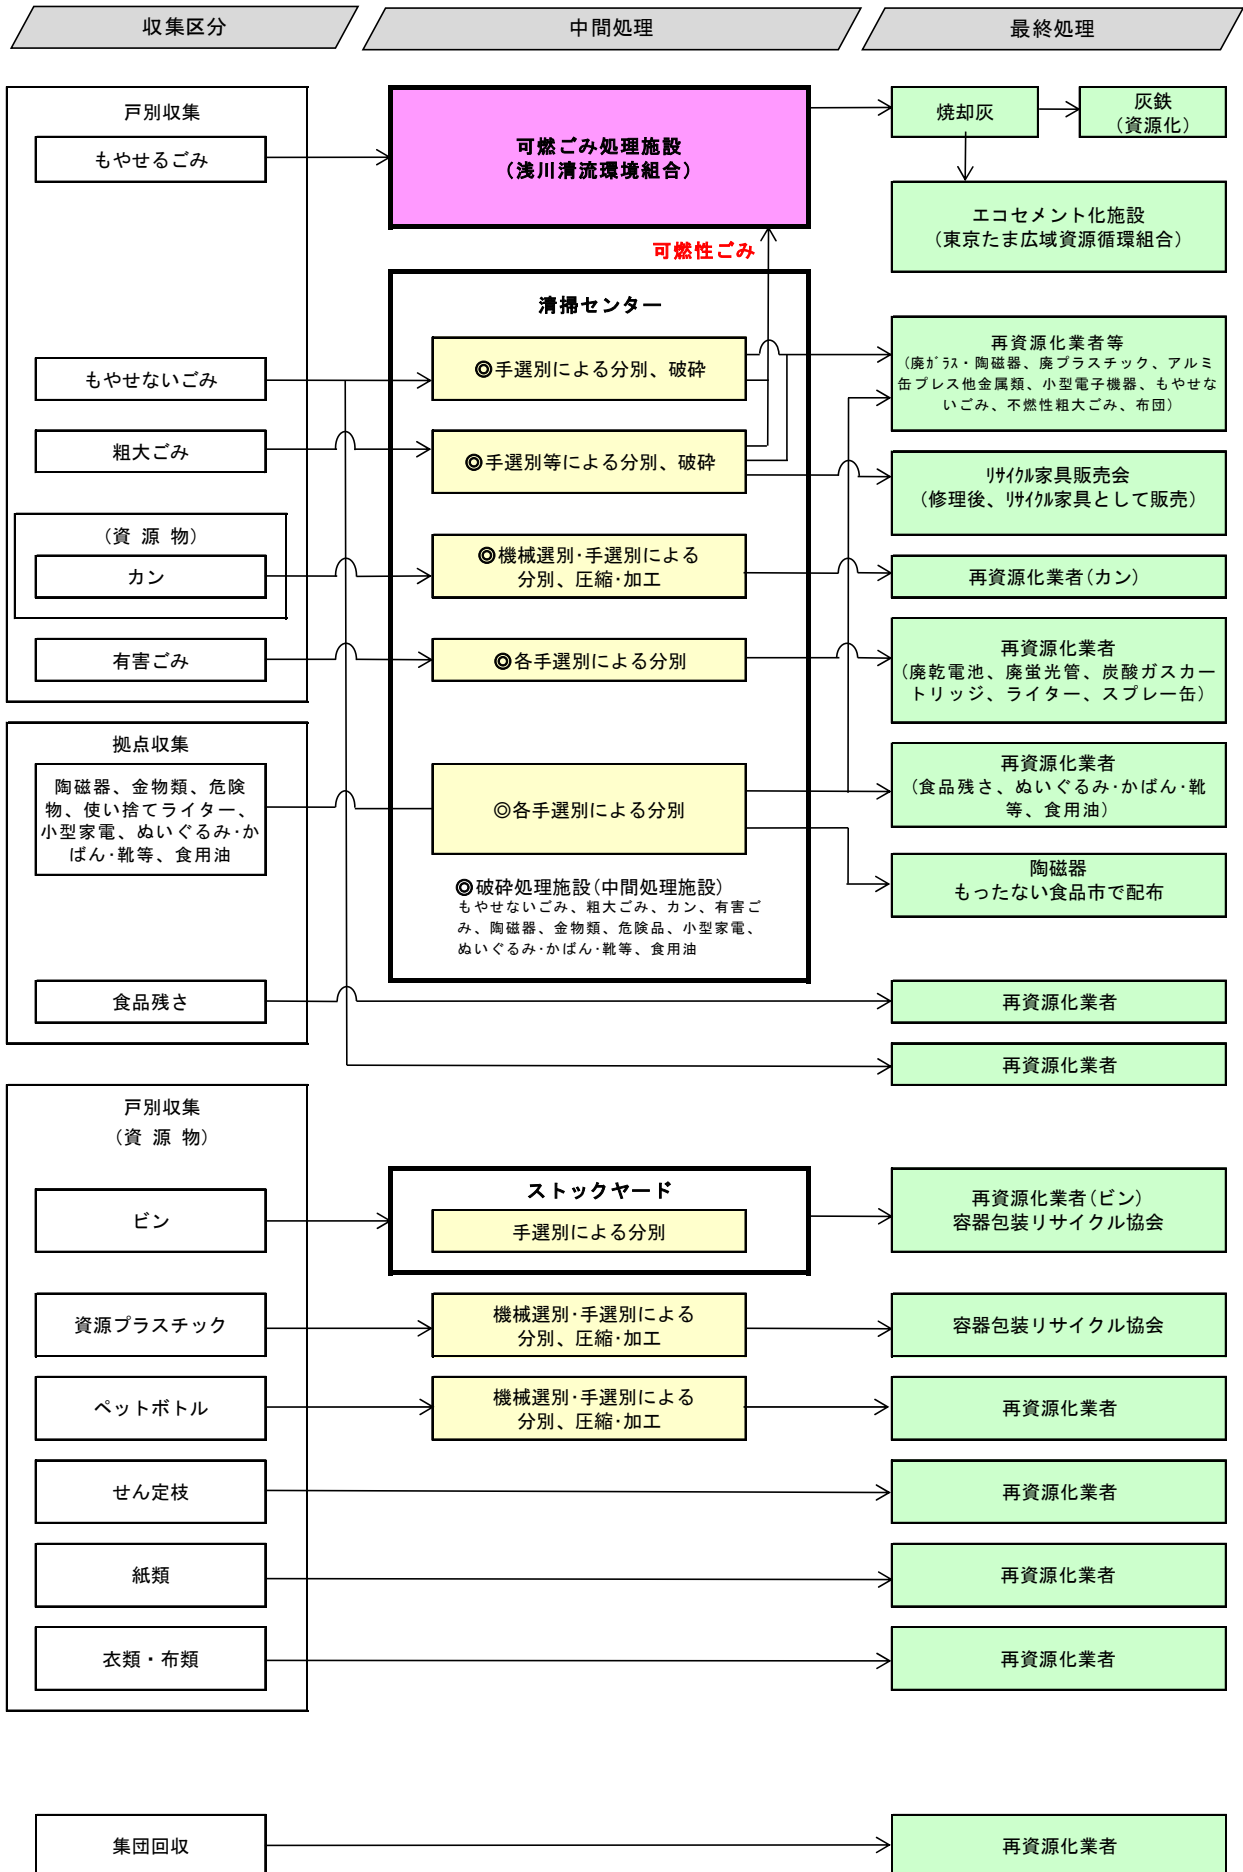 収集区分
中間処理
最終処理
戸別収集
もやせるごみ
可燃ごみ処理施設
（浅川清流環境組合）
焼却灰
灰鉄
（資源化）
エコセメント化施設
（東京たま広域資源循環組合）
可燃性ごみ
清掃センター
もやせないごみ
◎手選別による分別、破砕
再資源化業者等
（廃ガラス・陶磁器、廃プラスチック、アルミ
缶プレス他金属類、小型電子機器、もやせな
いごみ、不燃性粗大ごみ、布団）
粗大ごみ
◎手選別等による分別、破砕
リサイクル家具販売会
（修理後、リサイクル家具として販売）
（資 源 物）
カン
◎機械選別・手選別による
分別、圧縮・加工
再資源化業者（カン）
有害ごみ
◎各手選別による分別
再資源化業者
（廃乾電池、廃蛍光管、炭酸ガスカー
トリッジ、ライター、スプレー缶）
拠点収集
陶磁器、金物類、危険
物、使い捨てライター、
小型家電、ぬいぐるみ・か
ばん・靴等、食用油
◎各手選別による分別
再資源化業者
（食品残さ、ぬいぐるみ・かばん・靴
等、食用油）
陶磁器
もったない食品市で配布
◎破砕処理施設（中間処理施設）
もやせないごみ、粗大ごみ、カン、有害ご
み、陶磁器、金物類、危険品、小型家電、
ぬいぐるみ・かばん・靴等、食用油
食品残さ
再資源化業者
再資源化業者
戸別収集
（資 源 物）
ビン
ストックヤード
手選別による分別
再資源化業者（ビン）
容器包装リサイクル協会
資源プラスチック
機械選別・手選別による
分別、圧縮・加工
容器包装リサイクル協会
ペットボトル
機械選別・手選別による
分別、圧縮・加工
再資源化業者
せん定枝
再資源化業者
紙類
再資源化業者
衣類・布類
再資源化業者
集団回収
再資源化業者